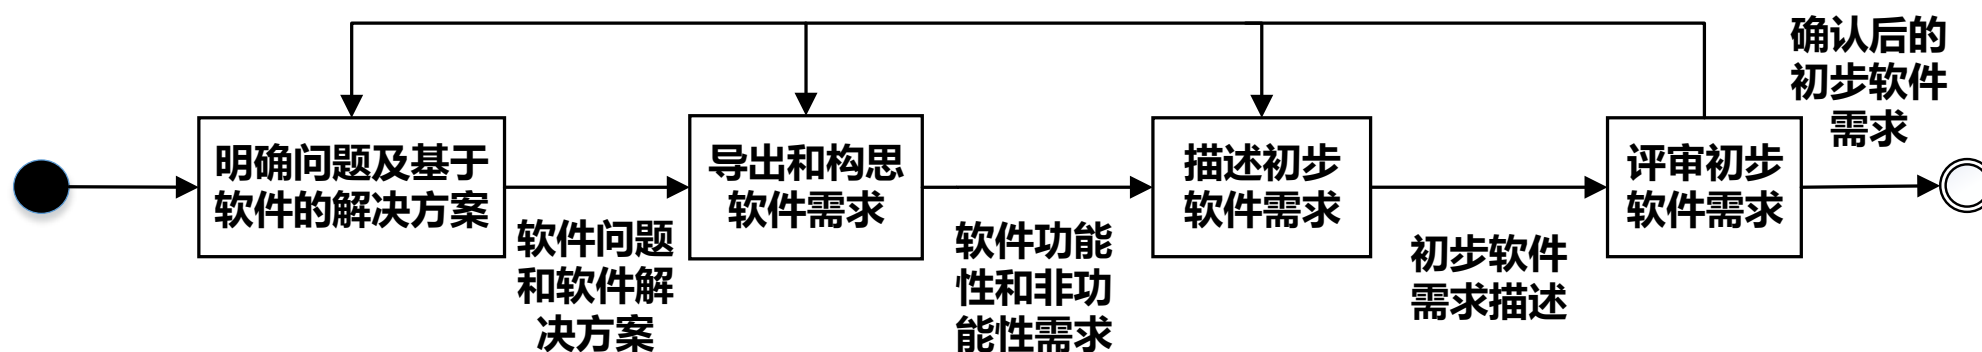 明确问题及基于
软件的解决方案
软件问题
和软件解
决方案
导出和构思
软件需求
软件功能
性和非功
能性需求
描述初步
软件需求
初步软件
需求描述
评审初步
软件需求
确认后的
初步软件
需求